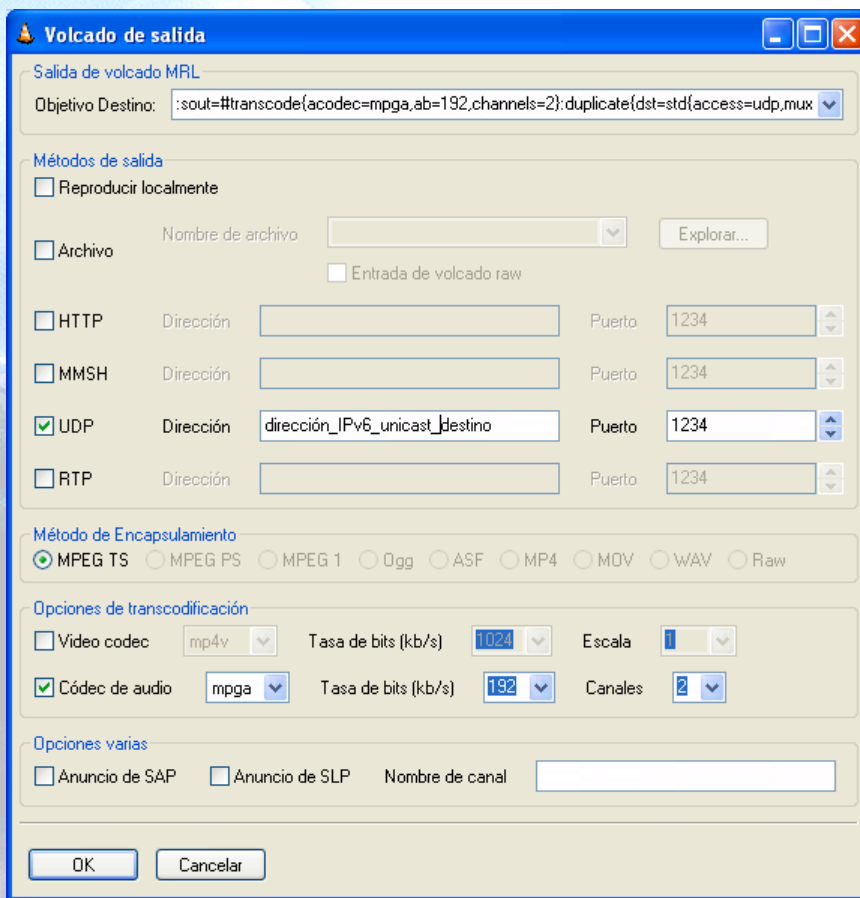 Volcado de salida
Salida de volcado MRL
Objetivo Destino: :sout=#transcode{acodec=mpga,ab=192,channels=2}:duplicate{dst=std{access=udp,mux
Métodos de salida
Reproducir localmente
Archivo Nombre de archivo Explorar...
Entrada de volcado raw
HTTP Dirección Puerto 1234
MMSH Dirección Puerto 1234
UDP Dirección dirección_IPv6_unicast_destino Puerto 1234
RTP Dirección Puerto 1234
Método de Encapsulamiento
MPEG TS MPEG PS MPEG 1 Ogg ASF MP4 MOV WAV Raw
Opciones de transcodificación
Video codec mp4v Tasa de bits (kb/s) 1024 Escala 1
Códec de audio mpga Tasa de bits (kb/s) 192 Canales 2
Opciones varias
Anuncio de SAP Anuncio de SLP Nombre de canal
OK Cancelar